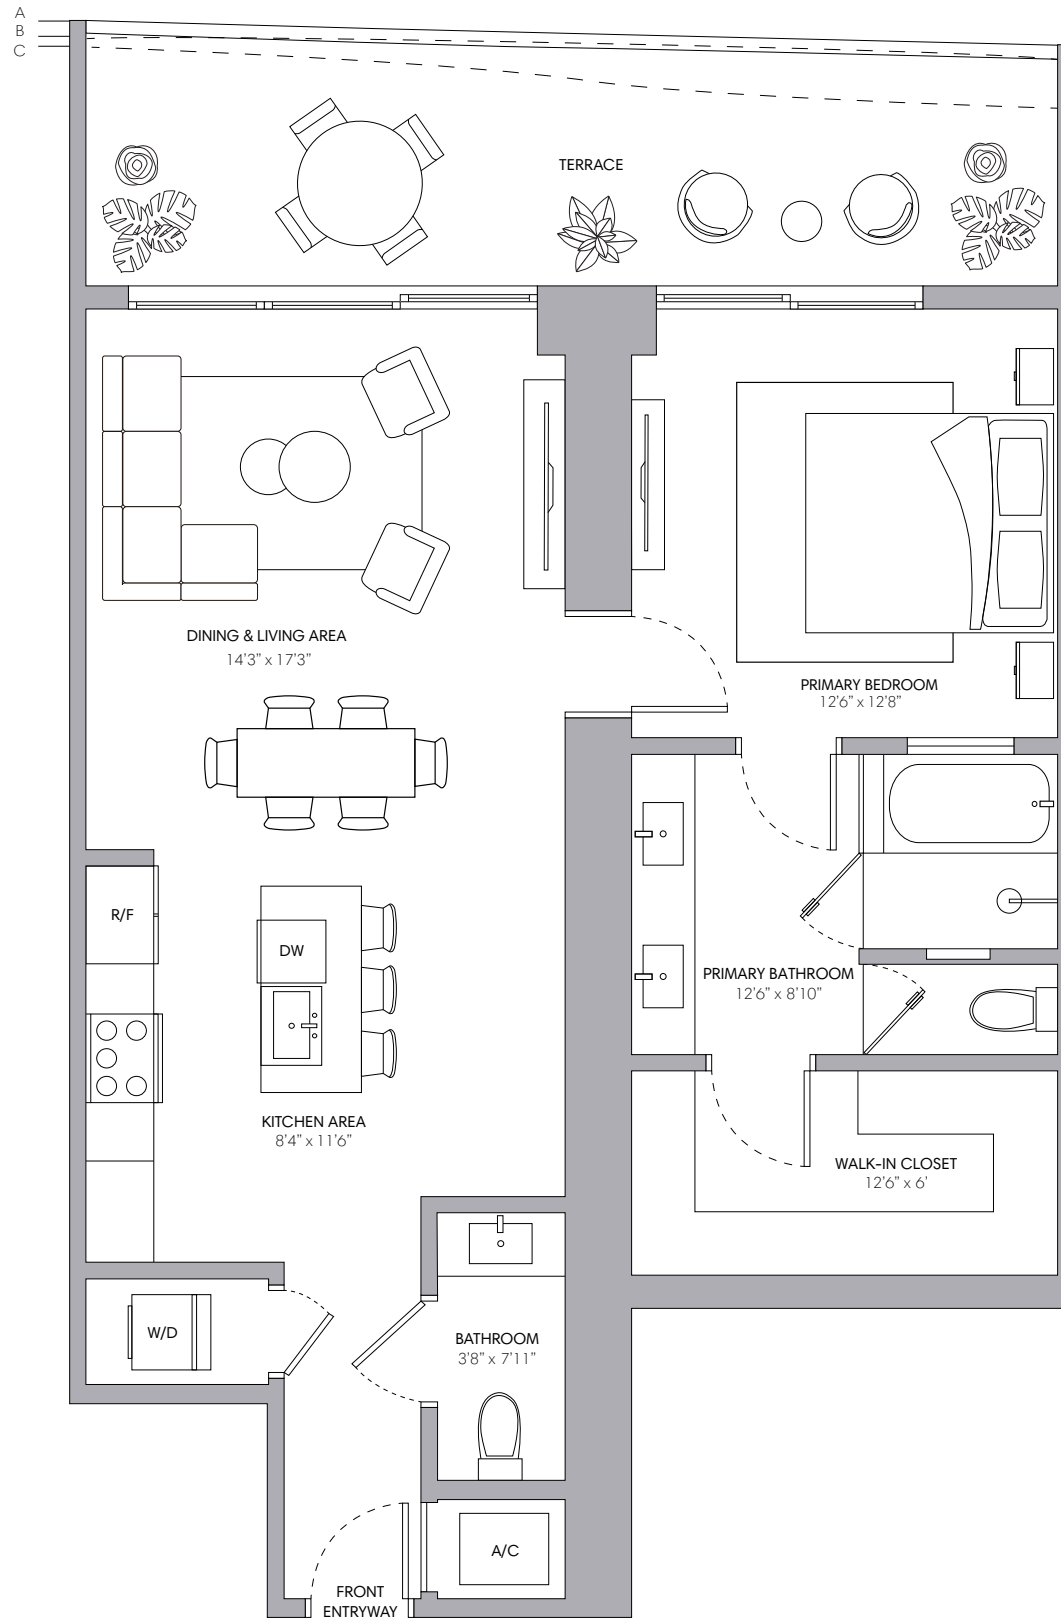 A
B
C
TERRACE
DINING & LIVING AREA
14'3" x 17'3"
PRIMARY BEDROOM
12'6" x 12'8"
R/F
DW
PRIMARY BATHROOM
12'6" x 8'10"
KITCHEN AREA
8'4" x 11'6"
WALK-IN CLOSET
12'6" x 6'
W/D
BATHROOM
3'8" x 7'11"
A/C
FRONT
ENTRYWAY